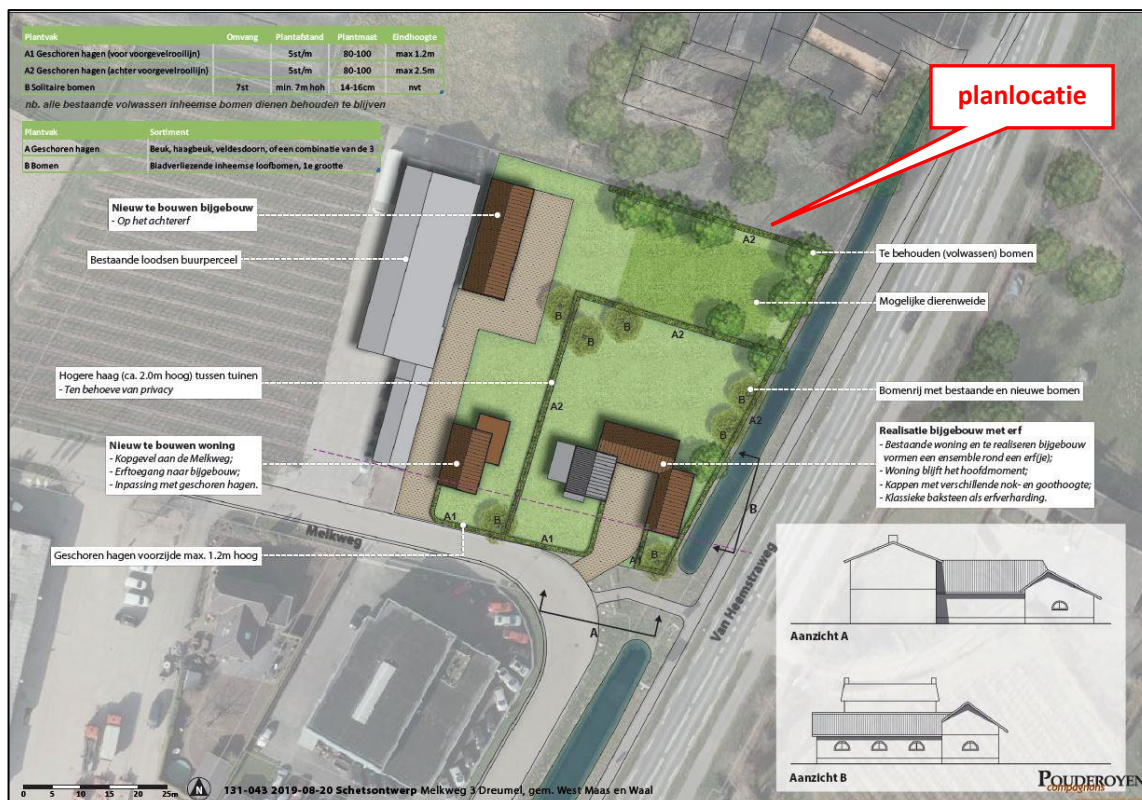 Plantvak Omvang Plantafstand Plantmaat Eindhoogte
A1 Geschoren hagen (voor voorgevelrooilijn) 5st/m 80-100 max 1.2m
A2 Geschoren hagen (achter voorgevelrooilijn) 5st/m 80-100 max 2.5m
B Solitaire bomen 7st min. 7m hoh 14-16cm nvt
nb. alle bestaande volwassen inheemse bomen dienen behouden te blijven
Plantvak Sortiment
A Geschoren hagen Beuk, haagbeuk, veldesdoorn, of een combinatie van de 3
B Bomen Bladverliezende inheemse loofbomen, 1e grootte
planlocatie
Nieuw te bouwen bijgebouw
- Op het achtererf
Bestaande loodsen buurperceel
A2
Te behouden (volwassen) bomen
Mogelijke dierenweide
B
B
B
A2
Hogere haag (ca. 2.0m hoog) tussen tuinen
- Ten behoeve van privacy
A2
B
A2
B
Bomenrij met bestaande en nieuwe bomen
Nieuw te bouwen woning
- Kopgevel aan de Melkweg;
- Erftoegang naar bijgebouw;
- Inpassing met geschoren hagen.
Realisatie bijgebouw met erf
- Bestaande woning en te realiseren bijgebouw
vormen een ensemble rond een erf(je);
- Woning blijft het hoofdmoment;
- Kappen met verschillende nok- en goothoogte;
- Klassieke baksteen als erfverharding.
A1
B
A1
A1
B
B
Melkweg
Geschoren hagen voorzijde max. 1.2m hoog
Van Heemstraweg
A
Aanzicht A
Aanzicht B
0 5 10 15 20 25m
N
131-043 2019-08-20 Schetsontwerp Melkweg 3 Dreumel, gem. West Maas en Waal
POUDEROYEN
compagnons